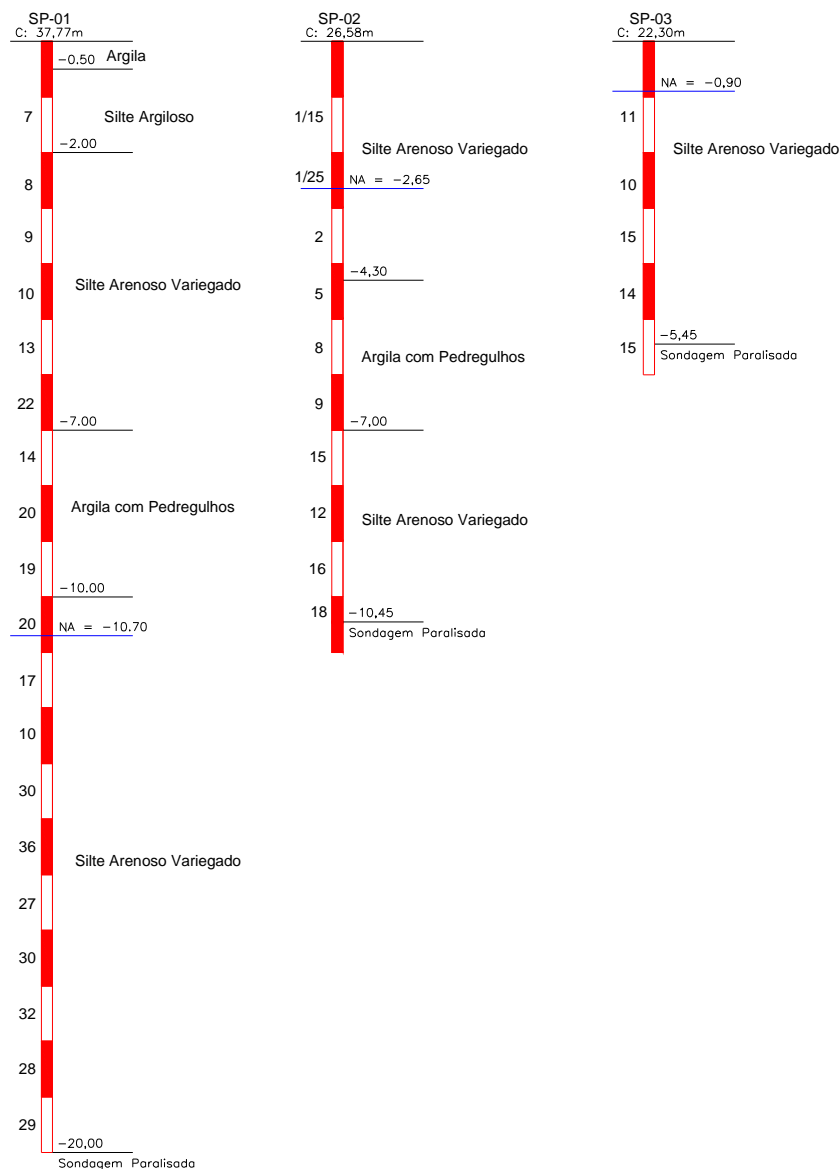 SP-01
C: 37,77m
-0.50
Argila
7
Silte Argiloso
-2.00
8
9
10
Silte Arenoso Variegado
13
22
-7.00
14
20
Argila com Pedregulhos
19
-10.00
20
NA = -10.70
17
10
30
36
Silte Arenoso Variegado
27
30
32
28
29
-20,00
Sondagem Paralisada
SP-02
C: 26,58m
1/15
Silte Arenoso Variegado
1/25
NA = -2,65
2
-4,30
5
8
Argila com Pedregulhos
9
-7,00
15
12
Silte Arenoso Variegado
16
18
-10,45
Sondagem Paralisada
SP-03
C: 22,30m
NA = -0,90
11
Silte Arenoso Variegado
10
15
14
15
-5,45
Sondagem Paralisada